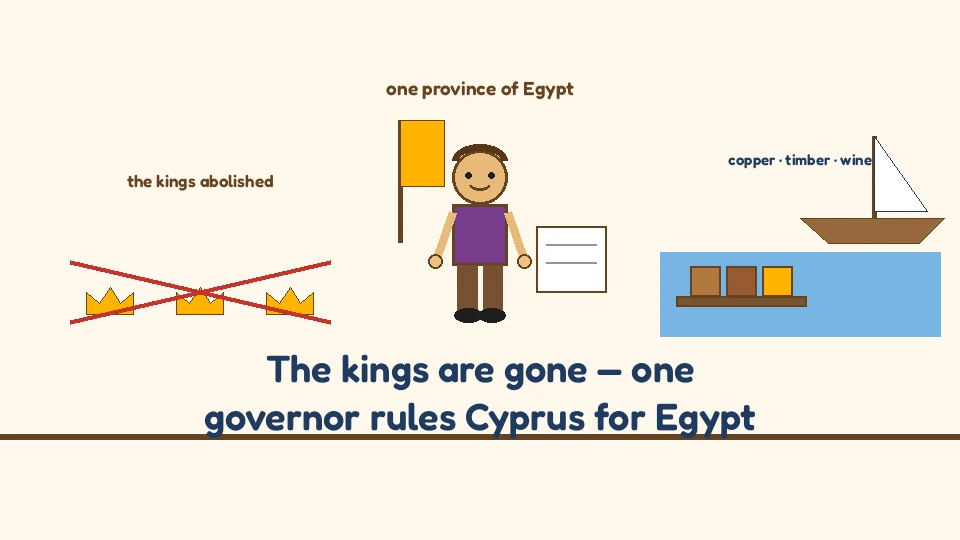 one province of Egypt
the kings abolished
copper · timber · wine
The kings are gone — one
governor rules Cyprus for Egypt